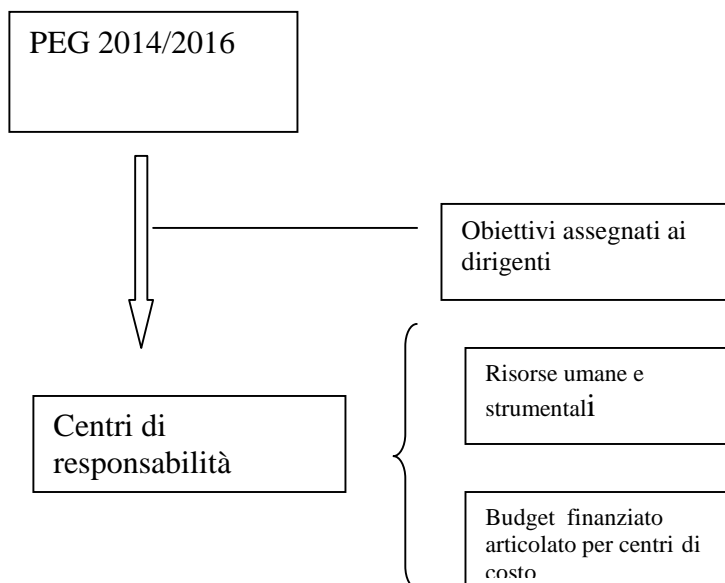 PEG 2014/2016
Obiettivi assegnati ai
dirigenti
Risorse umane e
strumentali
Centri di
responsabilità
Budget finanziato
articolato per centri di
costo